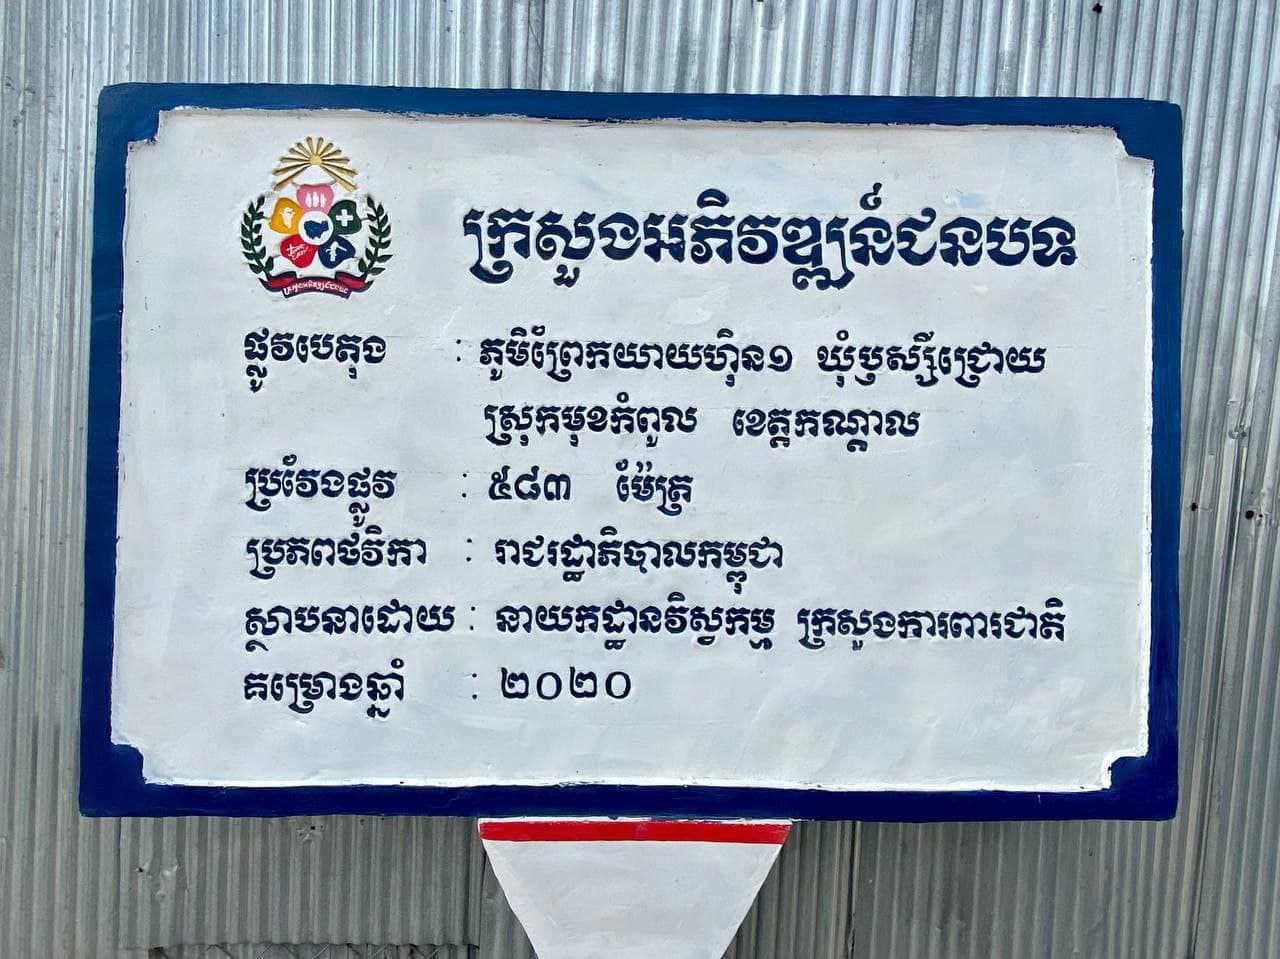 ក្រសួងអភិវឌ្ឍន៍ជនបទ
ផ្លូវបេតុង : ភូមិព្រែកយាយហ៊ិន១ ឃុំប្រស្សីជ្រោយ
ស្រុកមុខកំពូល ខេត្តកណ្តាល
ប្រវែងផ្លូវ : ៥៨៣ ម៉ែត្រ
ប្រភពថវិកា : រាជរដ្ឋាភិបាលកម្ពុជា
ស្ថាបនាដោយ : នាយកដ្ឋានវិស្វកម្ម ក្រសួងការពារជាតិ
គម្រោងឆ្នាំ : ២០២០